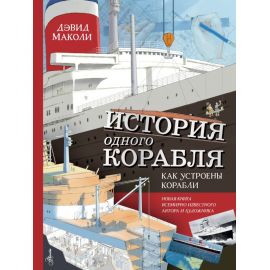 ДЭВИД
МАКОЛИ
ИСТОРИЯ
ОДНОГО
КОРАБЛЯ
КАК УСТРОЕНЫ
КОРАБЛИ
НОВАЯ КНИГА
ВСЕМИРНО ИЗВЕСТНОГО
АВТОРА И ХУДОЖНИКА